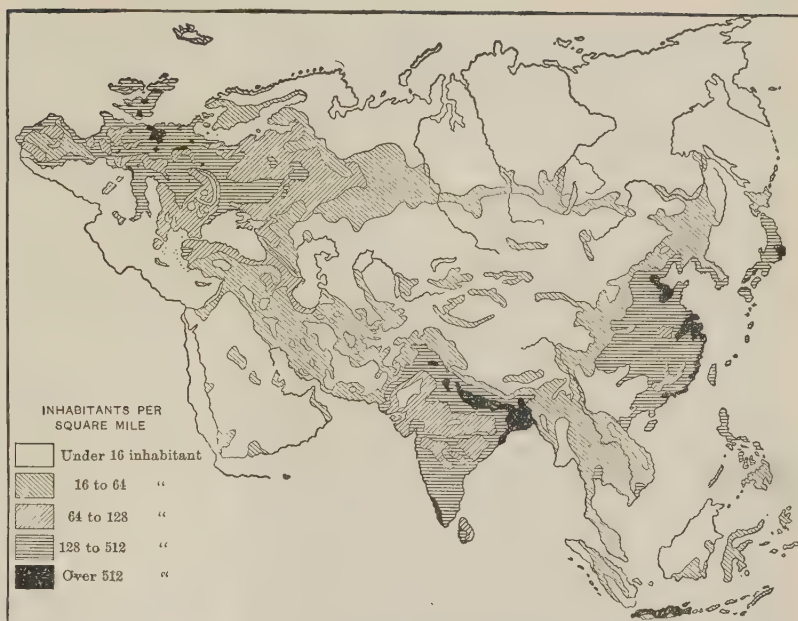 INHABITANTS PER
SQUARE MILE
Under 16 inhabitant
16 to 64 “
64 to 128 “
128 to 512 “
Over 512 “